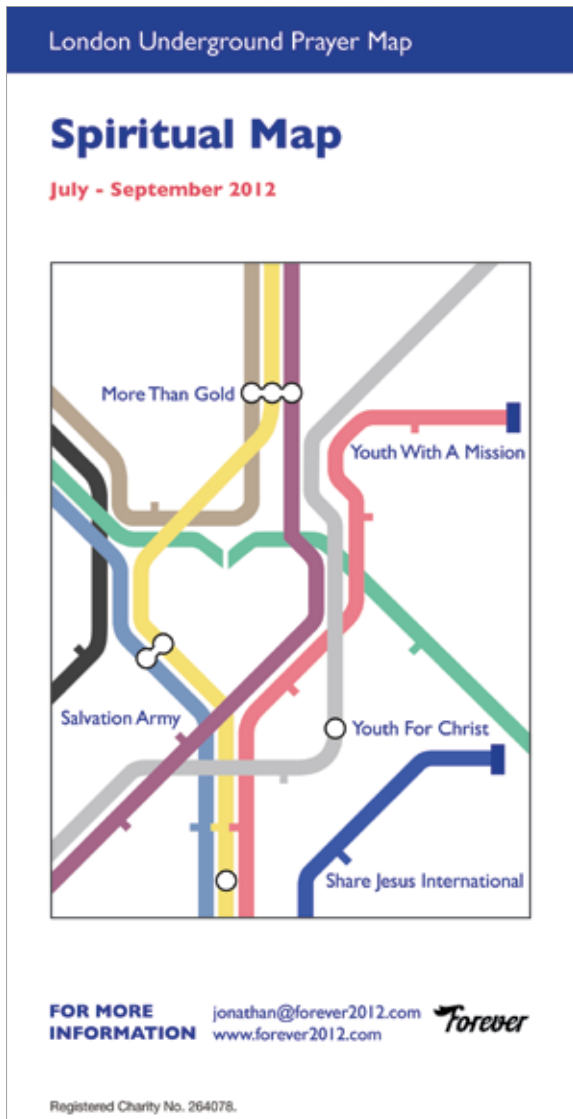 London Underground Prayer Map
Spiritual Map
July - September 2012
More Than Gold
Youth With A Mission
Salvation Army
Youth For Christ
Share Jesus International
FOR MORE
INFORMATION
jonathan@forever2012.com
www.forever2012.com
Forever
Registered Charity No. 264078.